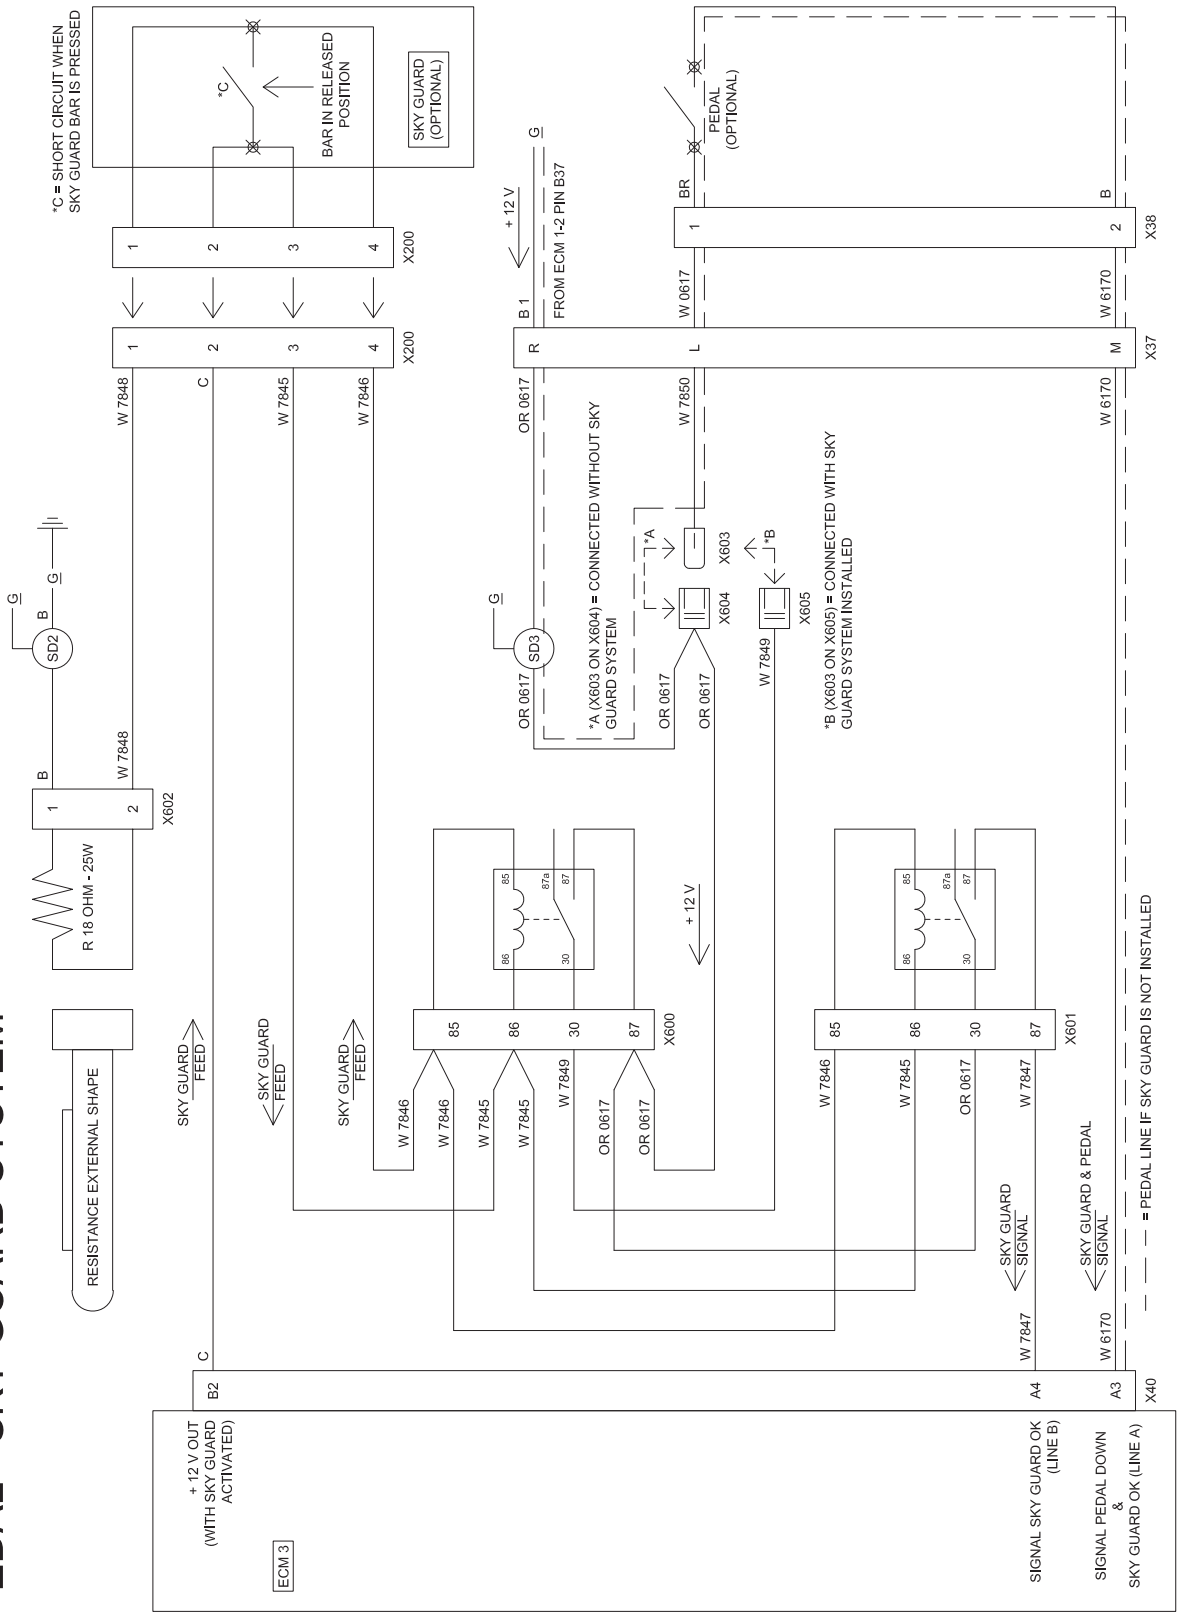 *C = SHORT CIRCUIT WHEN
SKY GUARD BAR IS PRESSED
*C
BAR IN RELEASED
POSITION
SKY GUARD
(OPTIONAL)
1
2
3
4
X200
1
2
3
4
X200
W 7848
C
W 7845
W 7846
G
B
SD2
G
B
W 7848
1
2
X602
R 18 OHM - 25W
RESISTANCE EXTERNAL SHAPE
SKY GUARD
FEED
SKY GUARD
FEED
SKY GUARD
FEED
G
+ 12 V
FROM ECM 1-2 PIN B37
B 1
R
L
M
X37
OR 0617
W 7850
W 6170
PEDAL
(OPTIONAL)
BR
B
1
2
X38
W 0617
W 6170
G
SD3
OR 0617
*A (X603 ON X604) = CONNECTED WITHOUT SKY
GUARD SYSTEM
*A
X603
*B
X604
X605
OR 0617
OR 0617
W 7849
*B (X603 ON X605) = CONNECTED WITH SKY
GUARD SYSTEM INSTALLED
85
87a
87
86
30
85
86
30
87
X600
+ 12 V
W 7846
W 7846
W 7845
W 7845
W 7849
OR 0617
OR 0617
85
87a
87
86
30
85
86
30
87
X601
W 7846
W 7845
OR 0617
W 7847
SKY GUARD
SIGNAL
SKY GUARD & PEDAL
SIGNAL
= PEDAL LINE IF SKY GUARD IS NOT INSTALLED
C
W 7847
W 6170
B2
A4
A3
X40
+ 12 V OUT
(WITH SKY GUARD
ACTIVATED)
ECM 3
SIGNAL SKY GUARD OK
(LINE B)
SIGNAL PEDAL DOWN
&
SKY GUARD OK (LINE A)